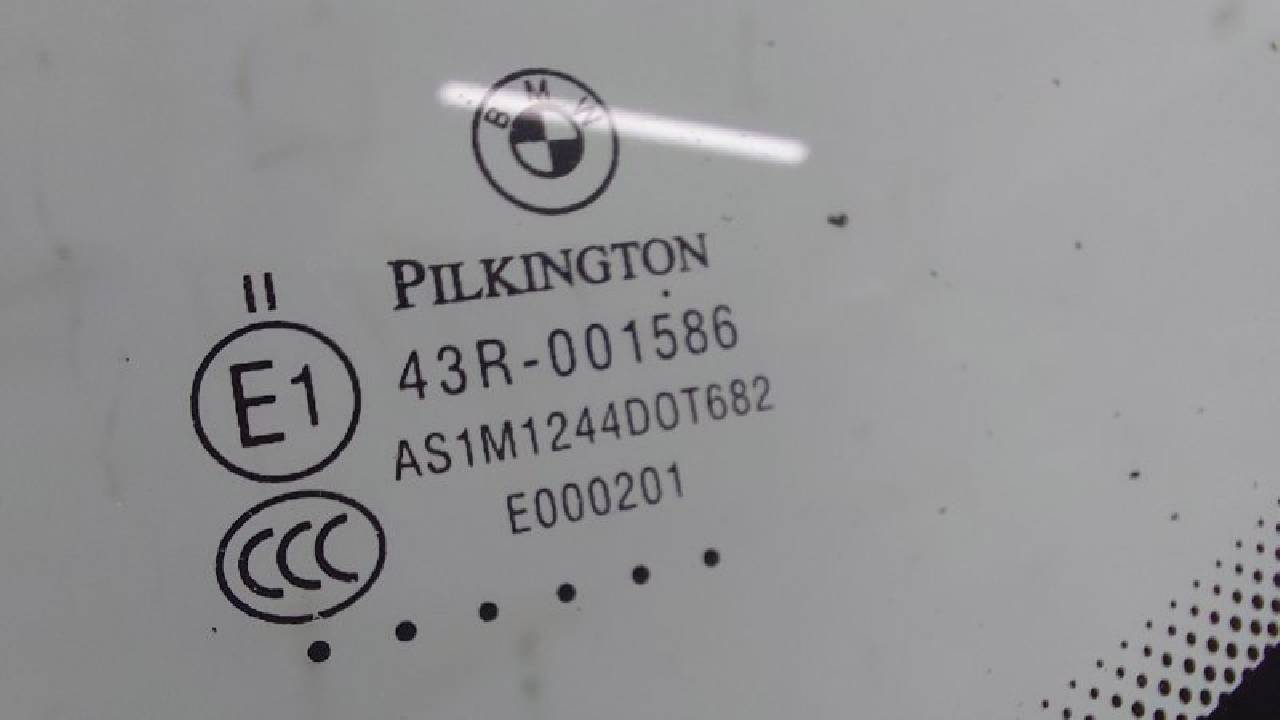 BMW
PILKINGTON
II
E1
43R-001586
AS1M1244DOT682
E000201
CCC